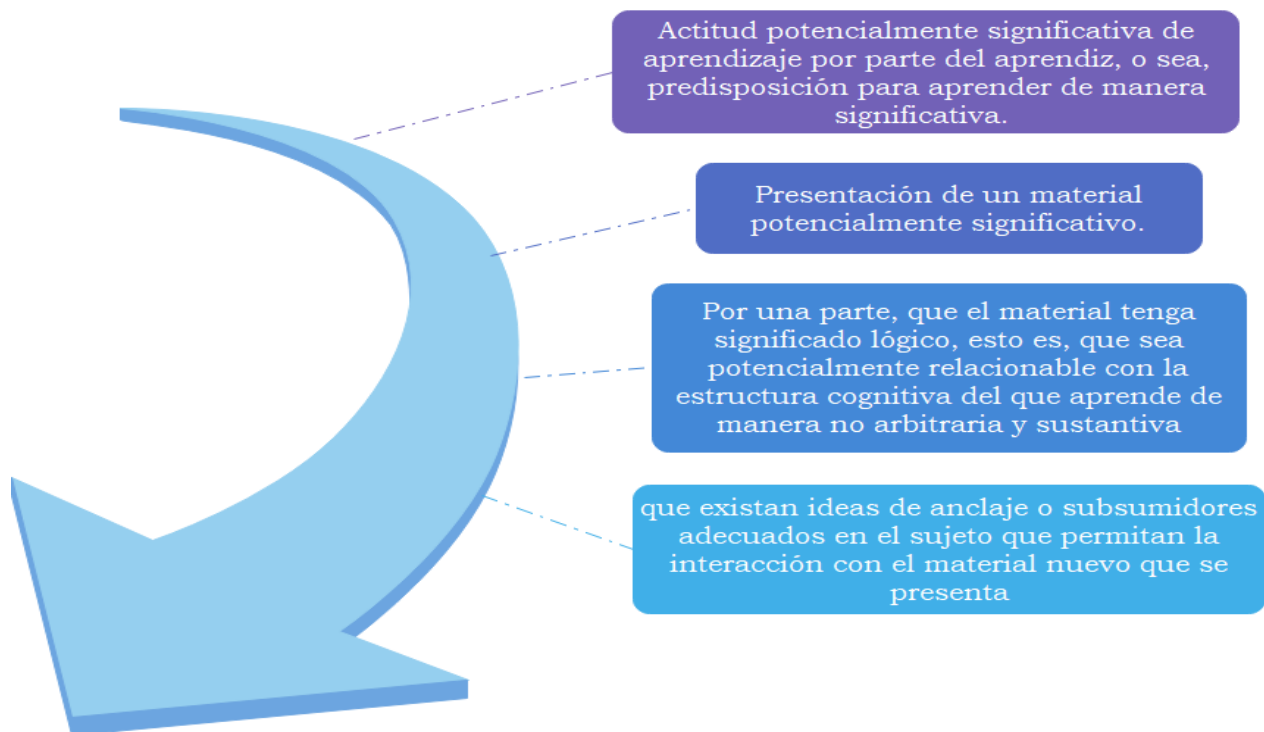 Actitud potencialmente significativa de
aprendizaje por parte del aprendiz, o sea,
predisposición para aprender de manera
significativa.
Presentación de un material
potencialmente significativo.
Por una parte, que el material tenga
significado lógico, esto es, que sea
potencialmente relacionable con la
estructura cognitiva del que aprende de
manera no arbitraria y sustantiva
que existan ideas de anclaje o subsumidores
adecuados en el sujeto que permitan la
interacción con el material nuevo que se
presenta